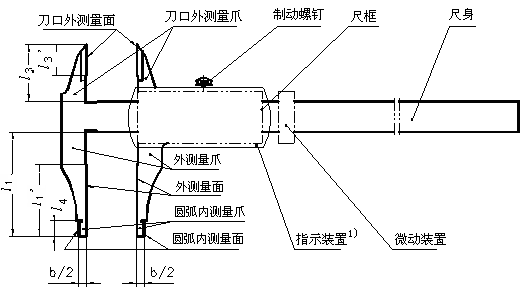 刀口外测量面
刀口外测量爪
制动螺钉
尺框
尺身
l3
l3'
外测量爪
外测量面
l1
l1'
l4
圆弧内测量爪
圆弧内测量面
指示装置1)
微动装置
b/2
b/2